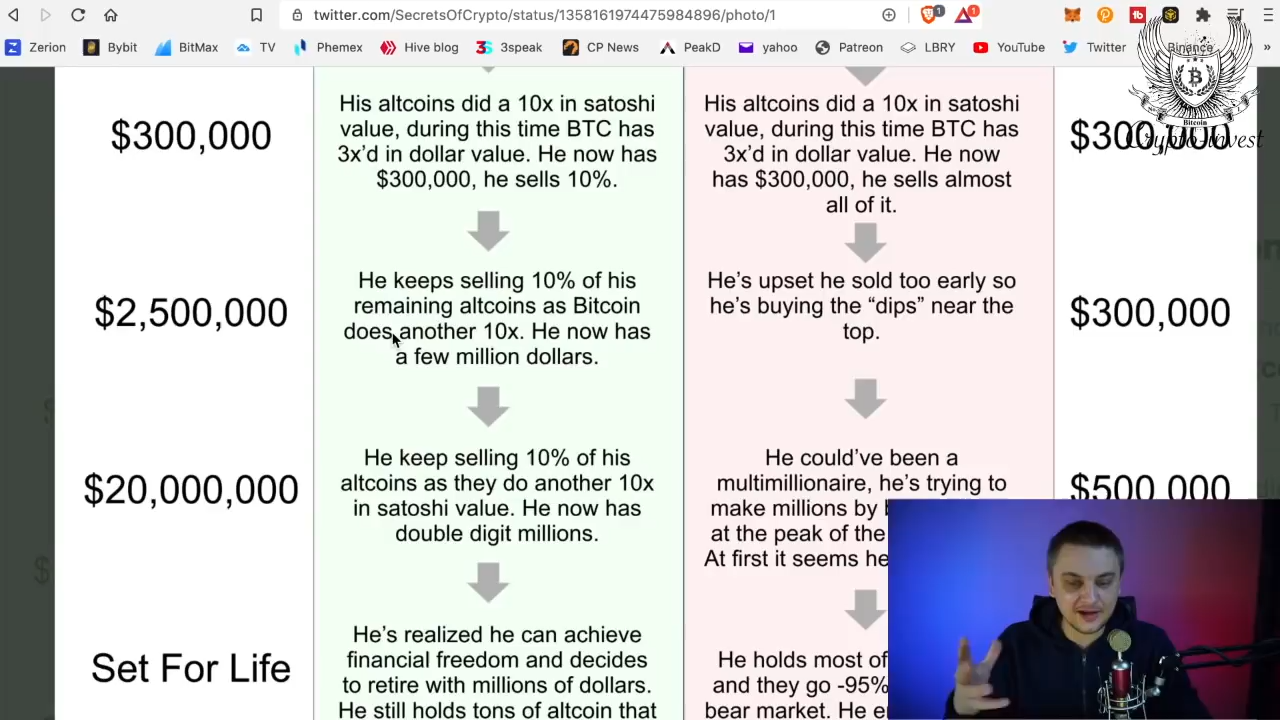 twitter.com/SecretsOfCrypto/status/1358161974475984896/photo/1
1
1
Zerion
Bybit
BitMax
TV
Phemex
Hive blog
3speak
CP News
PeakD
yahoo
Patreon
LBRY
YouTube
Twitter
Binance
»
Bitcoin
Crypto-invest
$300,000
His altcoins did a 10x in satoshi
value, during this time BTC has
3x’d in dollar value. He now has
$300,000, he sells 10%.
His altcoins did a 10x in satoshi
value, during this time BTC has
3x’d in dollar value. He now
has $300,000, he sells almost
all of it.
$300,000
$2,500,000
He keeps selling 10% of his
remaining altcoins as Bitcoin
does another 10x. He now has
a few million dollars.
He’s upset he sold too early so
he’s buying the “dips” near the
top.
$300,000
$20,000,000
He keep selling 10% of his
altcoins as they do another 10x
in satoshi value. He now has
double digit millions.
He could’ve been a
multimillionaire, he’s trying to
make millions by
at the peak of the
At first it seems he
$500,000
Set For Life
He’s realized he can achieve
financial freedom and decides
to retire with millions of dollars.
He still holds tons of altcoin that
He holds most of
and they go -95%
bear market. He